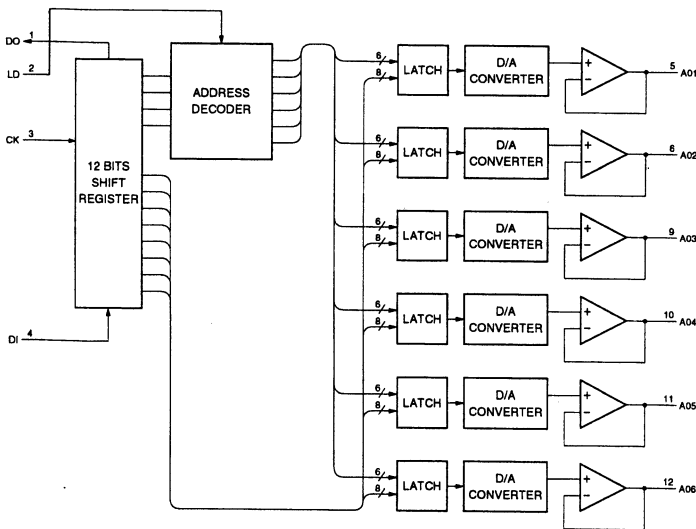 DO 1
LD 2
CK 3
DI 4
12 BITS
SHIFT
REGISTER
ADDRESS
DECODER
6
8
LATCH
D/A
CONVERTER
+
−
5
A01
6
8
LATCH
D/A
CONVERTER
+
−
6
A02
6
8
LATCH
D/A
CONVERTER
+
−
9
A03
6
8
LATCH
D/A
CONVERTER
+
−
10
A04
6
8
LATCH
D/A
CONVERTER
+
−
11
A05
6
8
LATCH
D/A
CONVERTER
+
−
12
A06